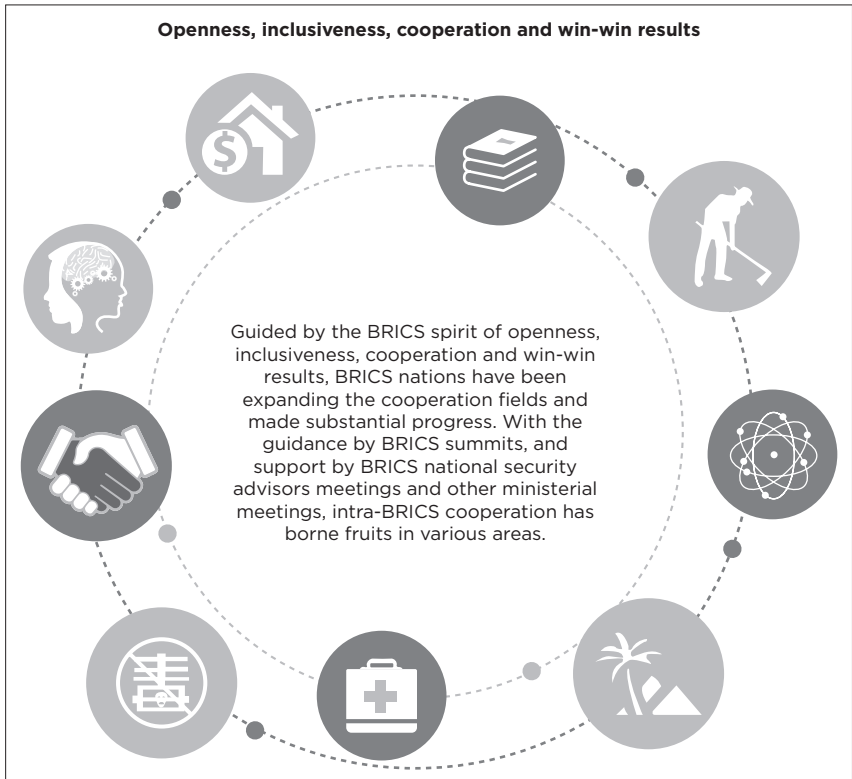 Openness, inclusiveness, cooperation and win-win results
$
Guided by the BRICS spirit of openness,
inclusiveness, cooperation and win-win
results, BRICS nations have been
expanding the cooperation fields and
made substantial progress. With the
guidance by BRICS summits, and
support by BRICS national security
advisors meetings and other ministerial
meetings, intra-BRICS cooperation has
borne fruits in various areas.